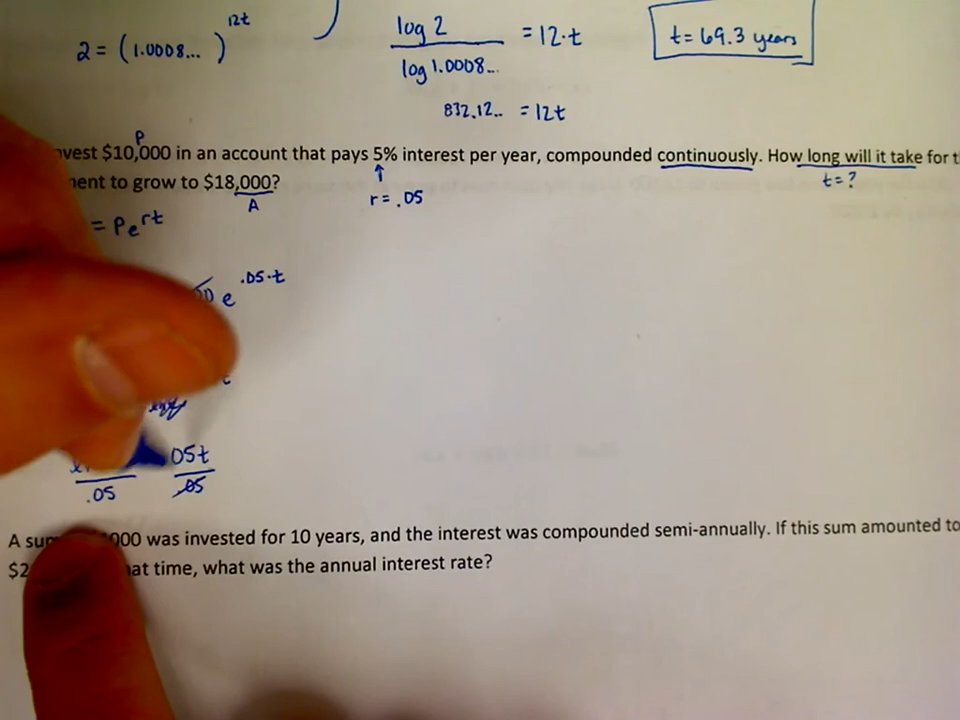 2 = (1.0008... )^12t
log 2 / log 1.0008... = 12·t
t = 69.3 years
832.12.. = 12t
P
vest $10,000 in an account that pays 5% interest per year, compounded continuously. How long will it take for t
ent to grow to $18,000?
A
r = .05
t = ?
= Pe^rt
e^.05·t
.05 05t
.05
A su 000 was invested for 10 years, and the interest was compounded semi-annually. If this sum amounted to
$2 at time, what was the annual interest rate?